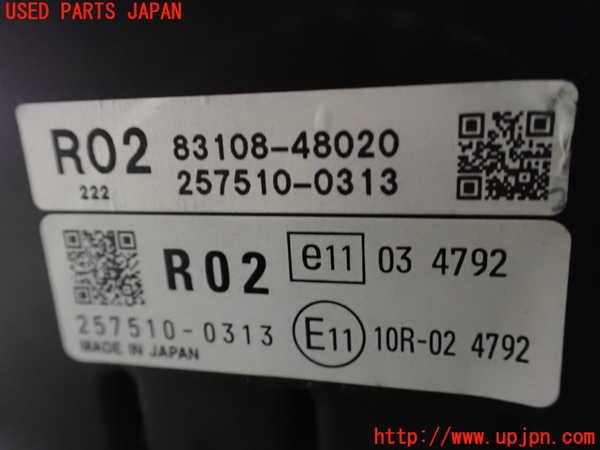 USED PARTS JAPAN
R02 83108-48020
222 257510-0313
R02 e11 03 4792
257510-0313 E11 10R-02 4792
MADE IN JAPAN
http://www.upjpn.com/